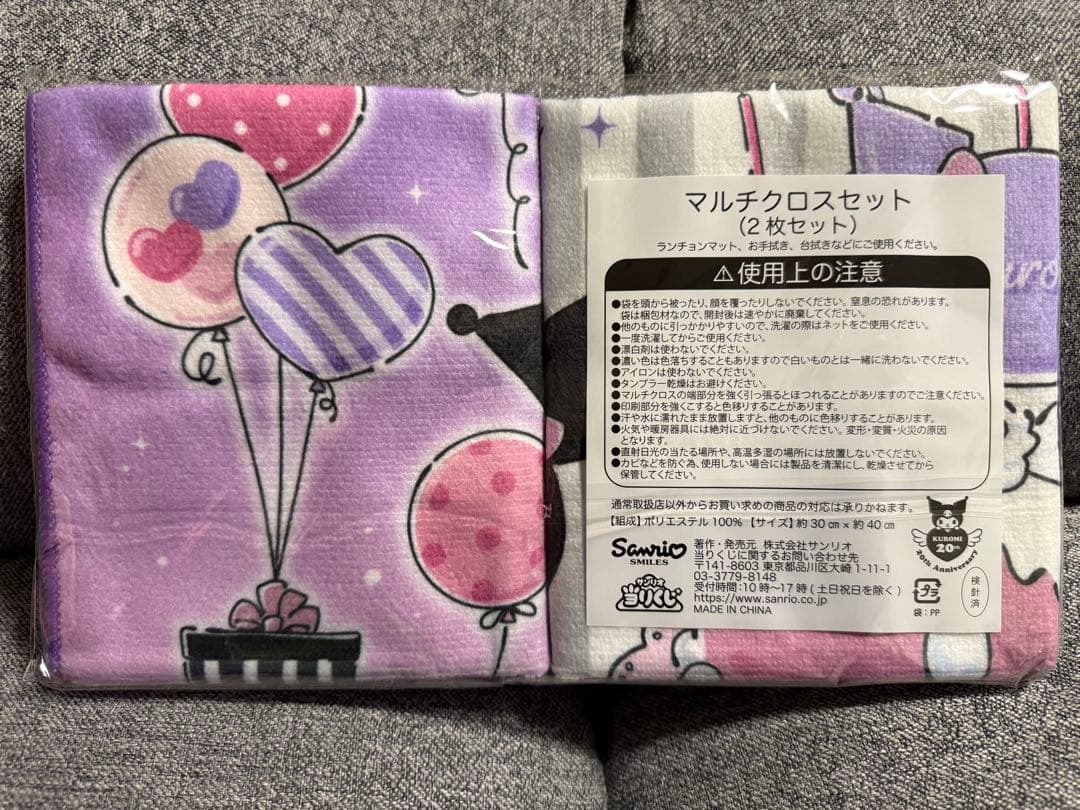 マルチクロスセット
（2枚セット）
ランチョンマット、お手拭き、台拭きなどにご使用ください。
⚠使用上の注意
●袋を頭から被ったり、顔を覆ったりしないでください。窒息の恐れがあります。
袋は梱包材なので、開封後は速やかに廃棄してください。
●他のものに引っかかりやすいので、洗濯の際はネットをご使用ください。
●一度洗濯してからご使用ください。
●漂白剤は使わないでください。
●濃い色は色落ちすることもありますので白いものとは一緒に洗わないでください。
●アイロンは使わないでください。
●タンブラー乾燥はお避けください。
●マルチクロスの端部分を強く引っ張るとほつれることがありますのでご注意ください。
●印刷部分を強くこすると色移りすることがあります。
●汗や水に濡れたまま放置しますと、他のものに色移りすることがあります。
●火気や暖房器具には絶対に近づけないでください。変形・変質・火災の原因
となります。
●直射日光の当たる場所や、高温多湿の場所には放置しないでください。
●カビなどを防ぐ為、使用しない場合には製品を清潔にし、乾燥させてから
保管してください。
通常取扱店以外からお買い求めの商品の対応は承りかねます。
【組成】ポリエステル100%【サイズ】約30㎝×約40㎝
Sanrio
SMILES
サンリオ
当りくじ
著作・発売元 株式会社サンリオ
当りくじに関するお問い合わせ先
〒141-8603 東京都品川区大崎1-11-1
03-3779-8148
受付時間：10時～17時（土日祝日を除く）
https://www.sanrio.co.jp
MADE IN CHINA
KUROMI
20th
20th Anniversary
プラ
袋：PP
検針済
uro